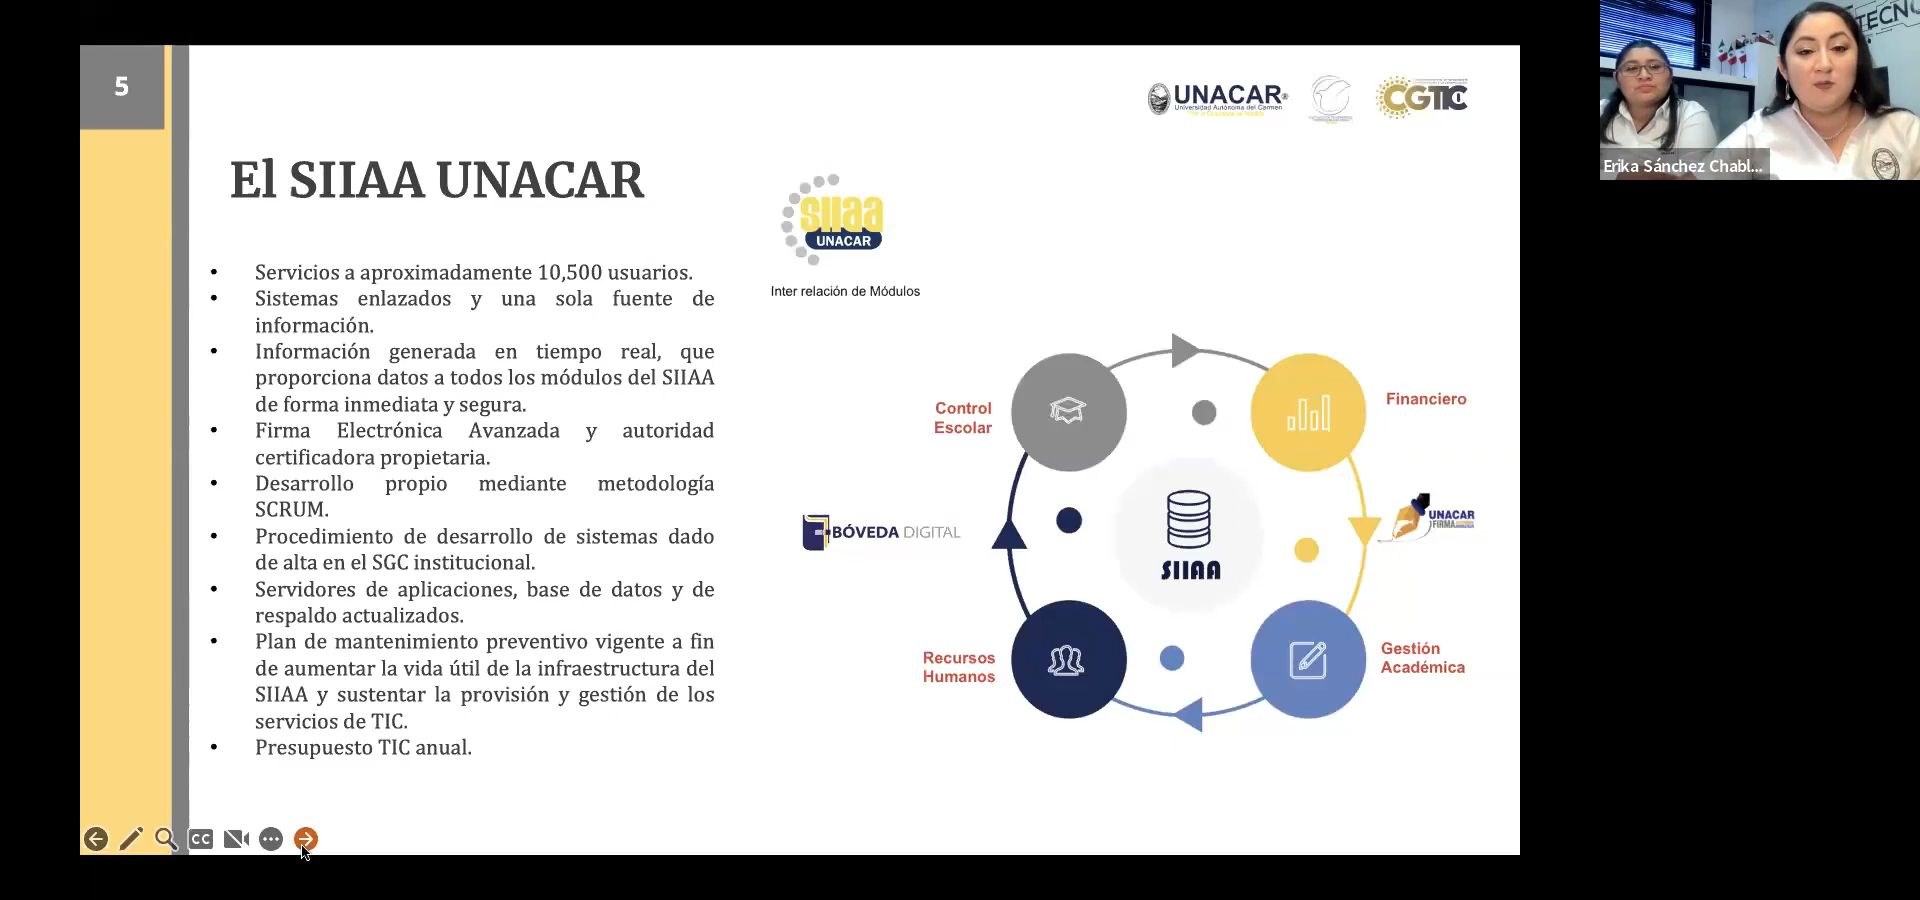 5
UNACAR
Universidad Autónoma del Carmen
CGTIC
El SIIAA UNACAR
siiaa
UNACAR
Inter relación de Módulos
• Servicios a aproximadamente 10,500 usuarios.
• Sistemas enlazados y una sola fuente de
información.
• Información generada en tiempo real, que
proporciona datos a todos los módulos del SIIAA
de forma inmediata y segura.
• Firma Electrónica Avanzada y autoridad
certificadora propietaria.
• Desarrollo propio mediante metodología
SCRUM.
• Procedimiento de desarrollo de sistemas dado
de alta en el SGC institucional.
• Servidores de aplicaciones, base de datos y de
respaldo actualizados.
• Plan de mantenimiento preventivo vigente a fin
de aumentar la vida útil de la infraestructura del
SIIAA y sustentar la provisión y gestión de los
servicios de TIC.
• Presupuesto TIC anual.
Control
Escolar
Financiero
BÓVEDA DIGITAL
SIIAA
UNACAR
FIRMA
Recursos
Humanos
Gestión
Académica
CC
TECN
Erika Sánchez Chabl...